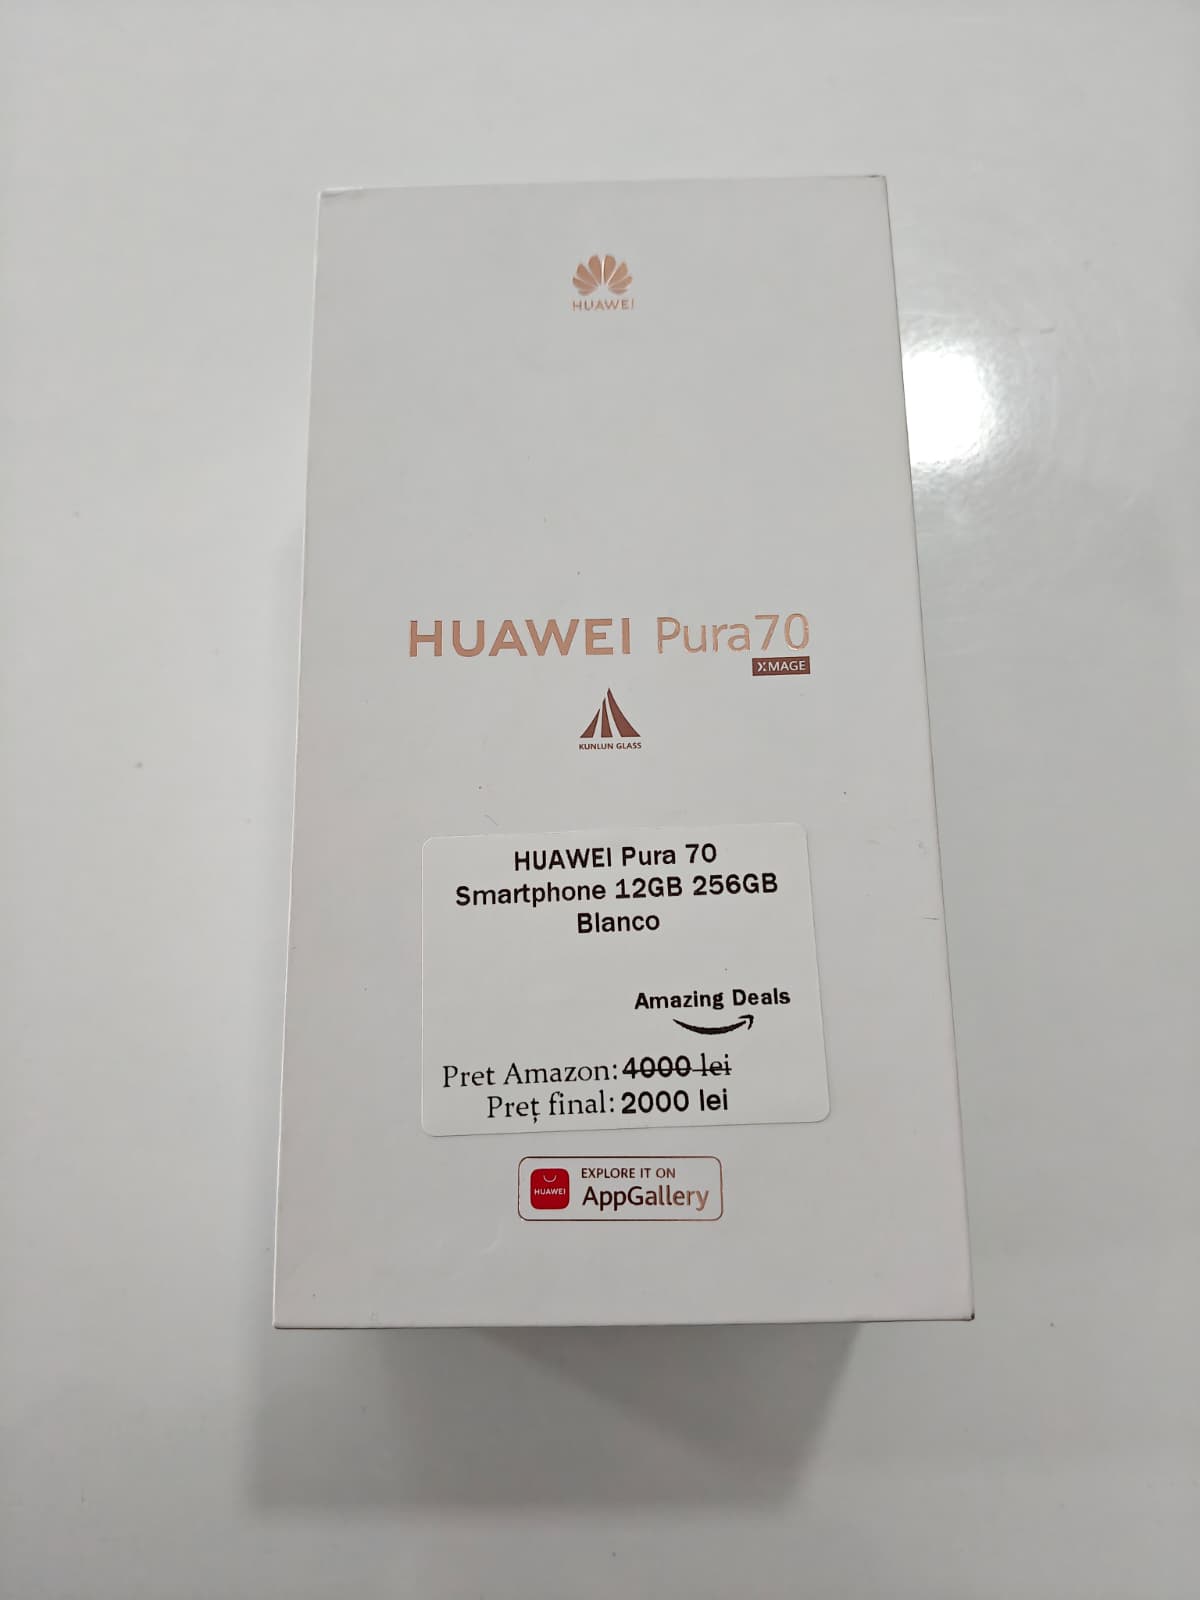 HUAWEI
HUAWEI Pura70
XMAGE
KUNLUN GLASS
HUAWEI Pura 70
Smartphone 12GB 256GB
Blanco
Amazing Deals
Pret Amazon: 4000 lei
Preț final: 2000 lei
EXPLORE IT ON
HUAWEI AppGallery